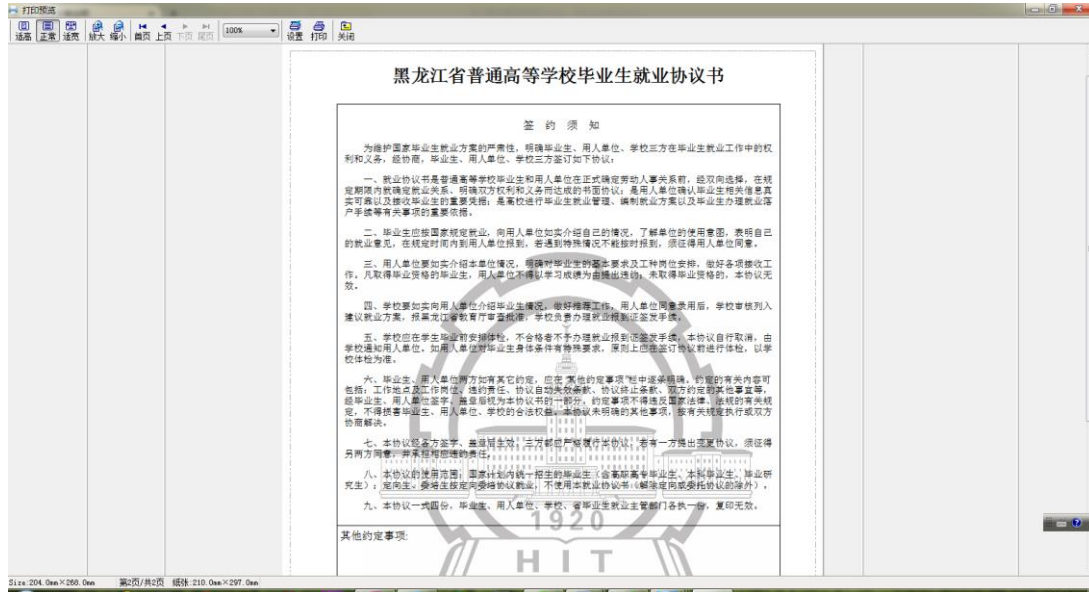 打印预览
适高 正常 适宽 放大 缩小 首页 上页 下页 尾页 100% 设置 打印 关闭
黑龙江省普通高等学校毕业生就业协议书
签 约 须 知
为维护国家毕业生就业方案的严肃性，明确毕业生、用人单位、学校三方在毕业生就业工作中的权
利和义务，经协商，毕业生、用人单位、学校三方签订如下协议：
一、就业协议书是普通高等学校毕业生和用人单位在正式确定劳动人事关系前，经双向选择，在规
定期限内就确定就业关系、明确双方权利和义务而达成的书面协议；是用人单位确认毕业生相关信息真
实可靠以及接收毕业生的重要凭据；是高校进行毕业生就业管理、编制就业方案以及毕业生办理就业落
户手续等有关事项的重要依据。
二、毕业生应按国家规定就业，向用人单位如实介绍自己的情况，了解单位的使用意图，表明自己
的就业意见，在规定时间内到用人单位报到，若遇到特殊情况不能按时报到，须征得用人单位同意。
三、用人单位要如实介绍本单位情况，明确对毕业生的基本要求及工种岗位安排，做好各项接收工
作。凡取得毕业资格的毕业生，用人单位不得以学习成绩为由提出违约；未取得毕业资格的，本协议无
效。
四、学校要如实向用人单位介绍毕业生情况，做好推荐工作，用人单位同意录用后，学校审核列入
建议就业方案，报黑龙江省教育厅审查批准，学校负责办理就业报到证签发手续。
五、学校应在学生毕业前安排体检，不合格者不予办理就业报到证签发手续，本协议自行取消，由
学校通知用人单位。如用人单位对毕业生身体条件有特殊要求，原则上应在签订协议前进行体检，以学
校体检为准。
六、毕业生、用人单位两方如有其它约定，应在"其他约定事项"栏中逐条明确，约定的有关内容可
包括：工作地点及工作岗位、违约责任、协议自动失效条款、协议终止条款、双方约定的其他事宜等，
经毕业生、用人单位签字、盖章后视为本协议书的一部分，约定事项不得违反国家法律、法规的有关规
定，不得损害毕业生、用人单位、学校的合法权益。本协议未明确的其他事项，按有关规定执行或双方
协商解决。
七、本协议经各方签字、盖章后生效，三方都应严格履行本协议，若有一方提出变更协议，须征得
另两方同意，并承担相应违约责任。
八、本协议的使用范围：国家计划内统一招生的毕业生（含高职高专毕业生、本科毕业生、毕业研
究生）；定向生、委培生按定向委培协议就业，不使用本就业协议书（解除定向或委托协议的除外）。
九、本协议一式四份，毕业生、用人单位、学校、省毕业生就业主管部门各执一份，复印无效。
1920
其他约定事项:
HIT
Size:204.0mm×268.0mm 第2页/共2页 纸张:210.0mm×297.0mm